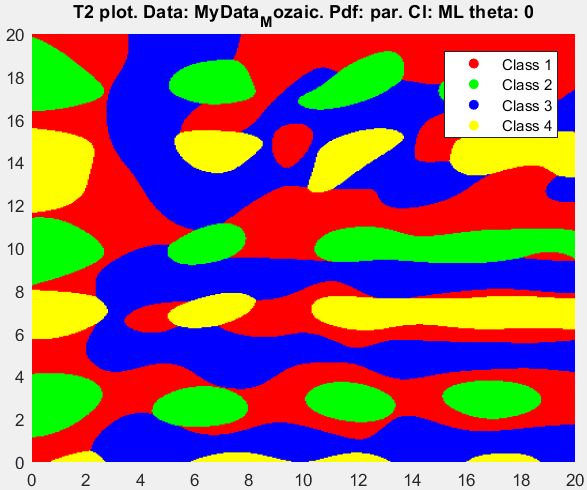 T2 plot. Data: MyData_Mozaic. Pdf: par. Cl: ML theta: 0
20
18
16
14
12
10
8
6
4
2
0
Class 1
Class 2
Class 3
Class 4
0 2 4 6 8 10 12 14 16 18 20